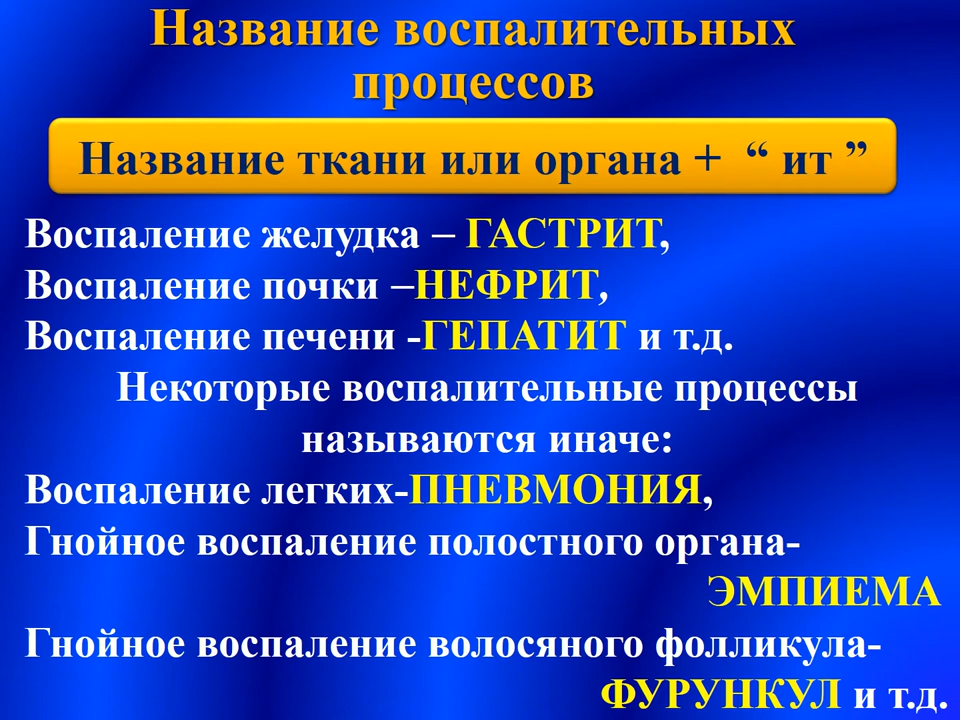 Название воспалительных
процессов
Название ткани или органа + “ ит ”
Воспаление желудка – ГАСТРИТ,
Воспаление почки –НЕФРИТ,
Воспаление печени -ГЕПАТИТ и т.д.
Некоторые воспалительные процессы
называются иначе:
Воспаление легких-ПНЕВМОНИЯ,
Гнойное воспаление полостного органа-
ЭМПИЕМА
Гнойное воспаление волосяного фолликула-
ФУРУНКУЛ и т.д.